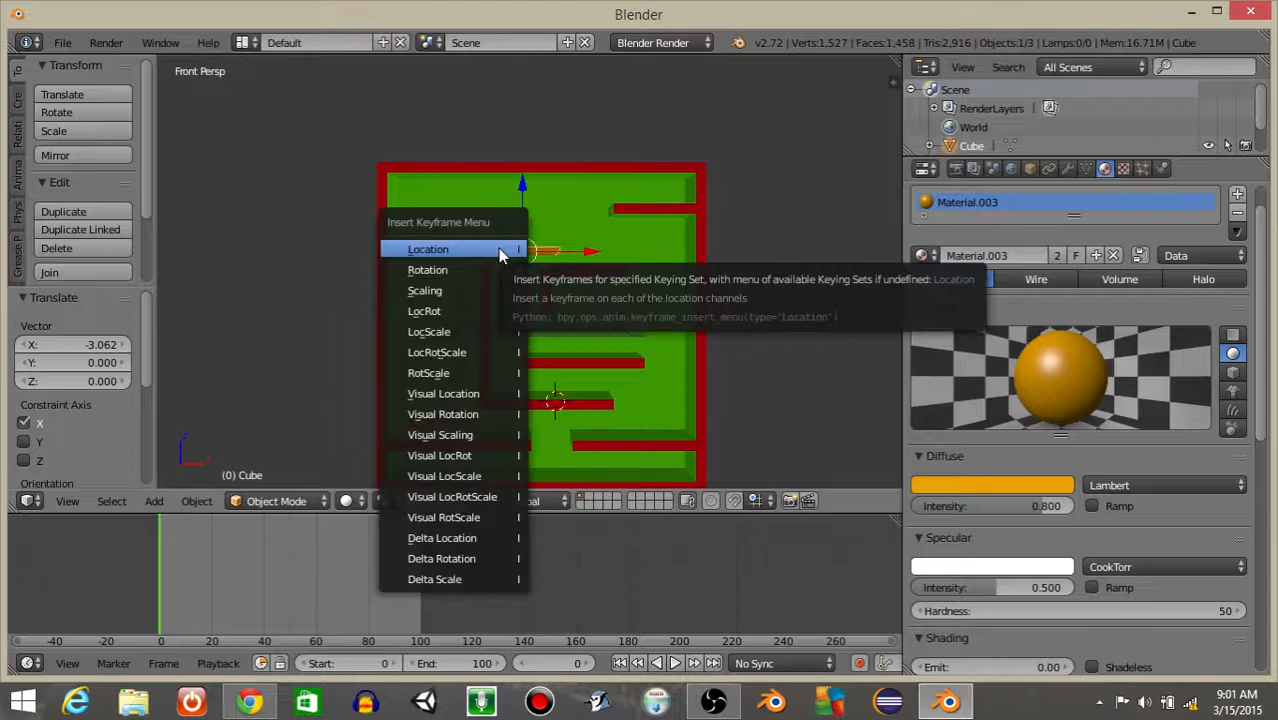 Blender
File Render Window Help Default Scene Blender Render v2.72 | Verts:1,527 | Faces:1,458 | Tris:2,916 | Objects:1/3 | Lamps:0/0 | Mem:16.71M | Cube
Transform
Translate
Rotate
Scale
Mirror
Edit
Duplicate
Duplicate Linked
Delete
Join
Translate
Vector
X: -3.062
Y: 0.000
Z: 0.000
Constraint Axis
X
Y
Z
Orientation
Front Persp
(0) Cube
Insert Keyframe Menu
Location I
Rotation I
Scaling I
LocRot I
LocScale I
LocRotScale I
RotScale I
Visual Location I
Visual Rotation I
Visual Scaling I
Visual LocRot I
Visual LocScale I
Visual LocRotScale I
Visual RotScale I
Delta Location I
Delta Rotation I
Delta Scale I
Insert Keyframes for specified Keying Set, with menu of available Keying Sets if undefined: Location
Insert a keyframe on each of the location channels
Python: bpy.ops.anim.keyframe_insert_menu(type='Location')
View Select Add Object Object Mode
-40 -20 0 20 40 60 80 100 120 140 160 180 200 220 240 260
View Marker Frame Playback Start: 0 End: 100 0 No Sync
View Search All Scenes
Scene
RenderLayers
World
Cube
Material.003
Material.003 2 F Data
Wire Volume Halo
Diffuse
Lambert
Intensity: 0.800 Ramp
Specular
CookTorr
Intensity: 0.500 Ramp
Hardness: 50
Shading
Emit: 0.00 Shadeless
9:01 AM
3/15/2015